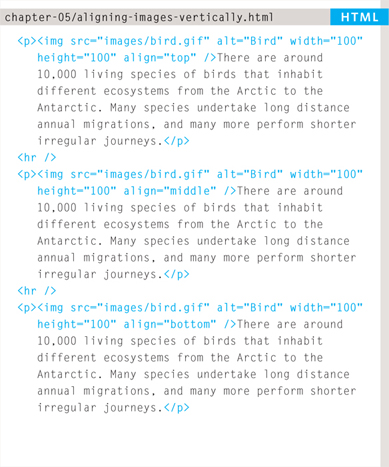 chapter-05/aligning-images-vertically.html HTML
<p><img src="images/bird.gif" alt="Bird" width="100"
height="100" align="top" />There are around
10,000 living species of birds that inhabit
different ecosystems from the Arctic to the
Antarctic. Many species undertake long distance
annual migrations, and many more perform shorter
irregular journeys.</p>
<hr />
<p><img src="images/bird.gif" alt="Bird" width="100"
height="100" align="middle" />There are around
10,000 living species of birds that inhabit
different ecosystems from the Arctic to the
Antarctic. Many species undertake long distance
annual migrations, and many more perform shorter
irregular journeys.</p>
<hr />
<p><img src="images/bird.gif" alt="Bird" width="100"
height="100" align="bottom" />There are around
10,000 living species of birds that inhabit
different ecosystems from the Arctic to the
Antarctic. Many species undertake long distance
annual migrations, and many more perform shorter
irregular journeys.</p>